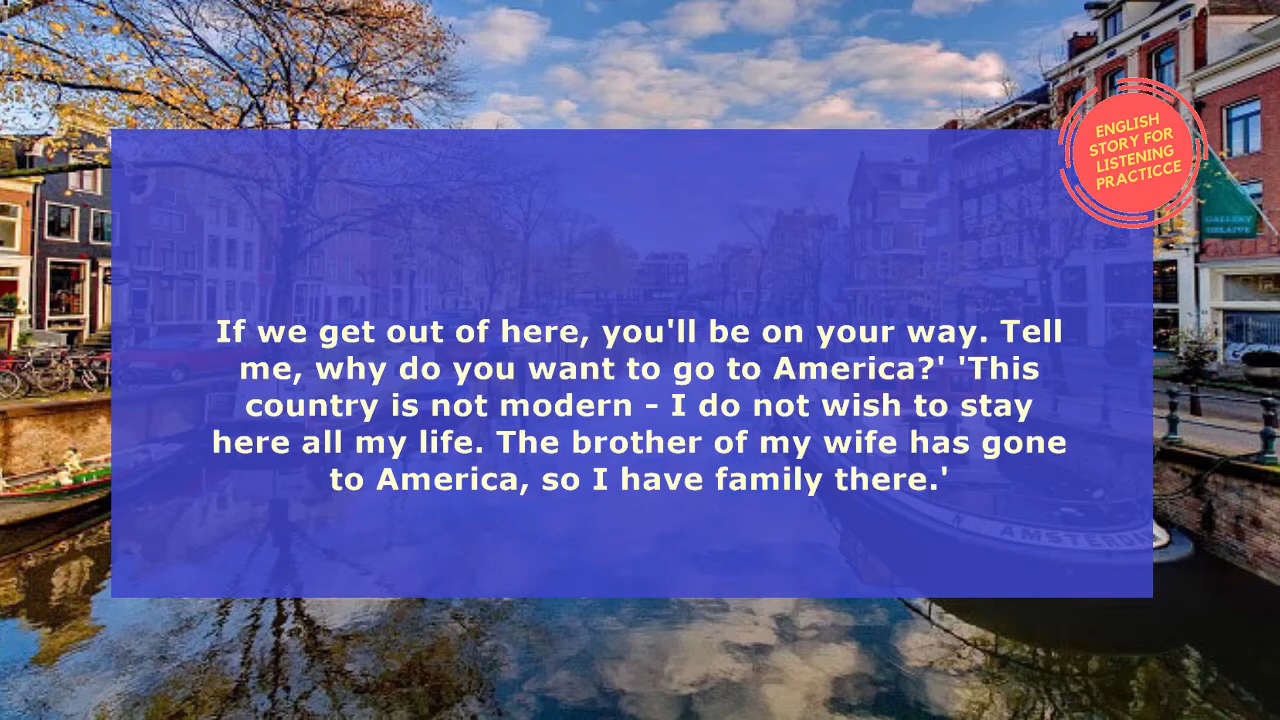 ENGLISH
STORY FOR
LISTENING
PRACTICCE
GALLERY
If we get out of here, you'll be on your way. Tell
me, why do you want to go to America?' 'This
country is not modern - I do not wish to stay
here all my life. The brother of my wife has gone
to America, so I have family there.'
AMSTERDAM